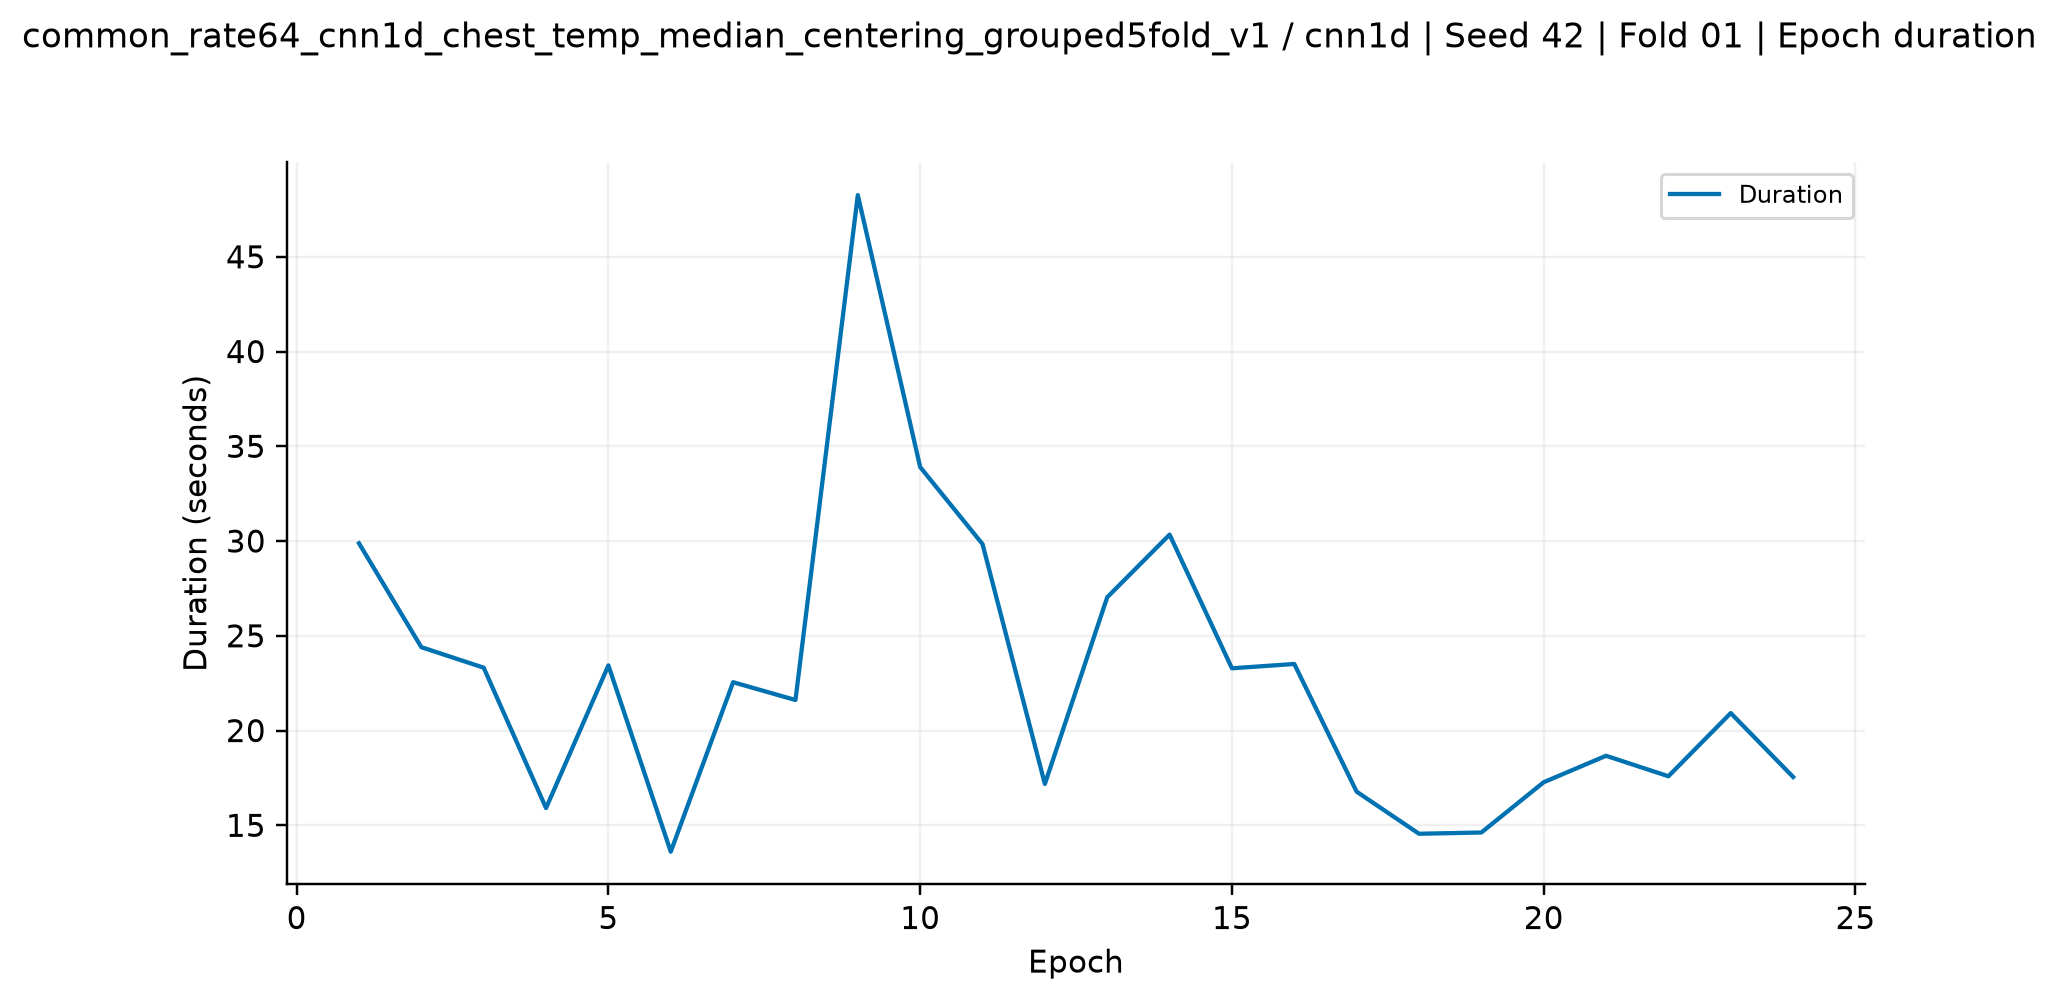 common_rate64_cnn1d_chest_temp_median_centering_grouped5fold_v1 / cnn1d | Seed 42 | Fold 01 | Epoch duration
Duration
45
40
35
30
25
20
15
Duration (seconds)
0 5 10 15 20 25
Epoch